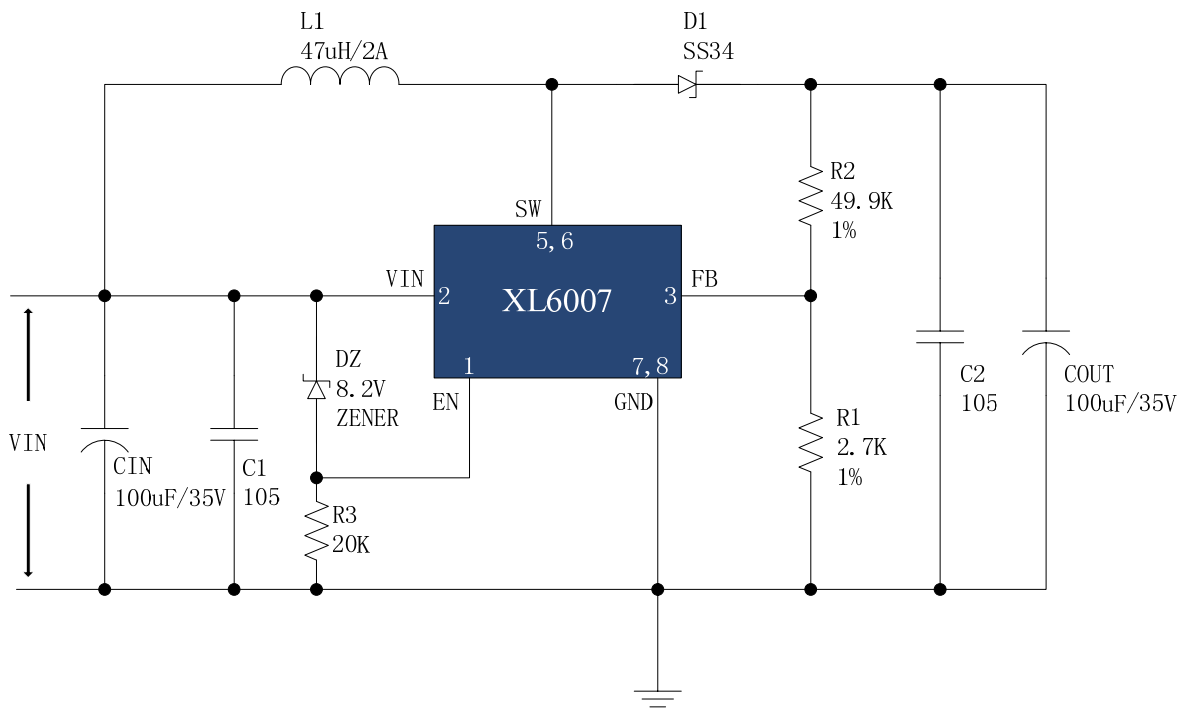 L1
47uH/2A
D1
SS34
R2
49.9K
1%
SW
5,6
VIN
2
XL6007
3
FB
1
7,8
EN
GND
DZ
8.2V
ZENER
VIN
CIN
100uF/35V
C1
105
R3
20K
R1
2.7K
1%
C2
105
COUT
100uF/35V